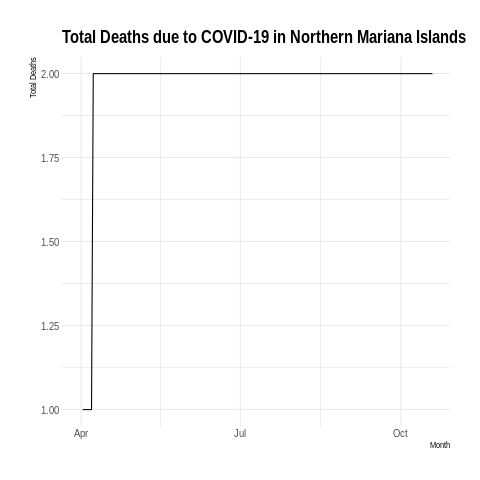 Total Deaths due to COVID-19 in Northern Mariana Islands
Total Deaths
2.00
1.75
1.50
1.25
1.00
Apr
Jul
Oct
Month